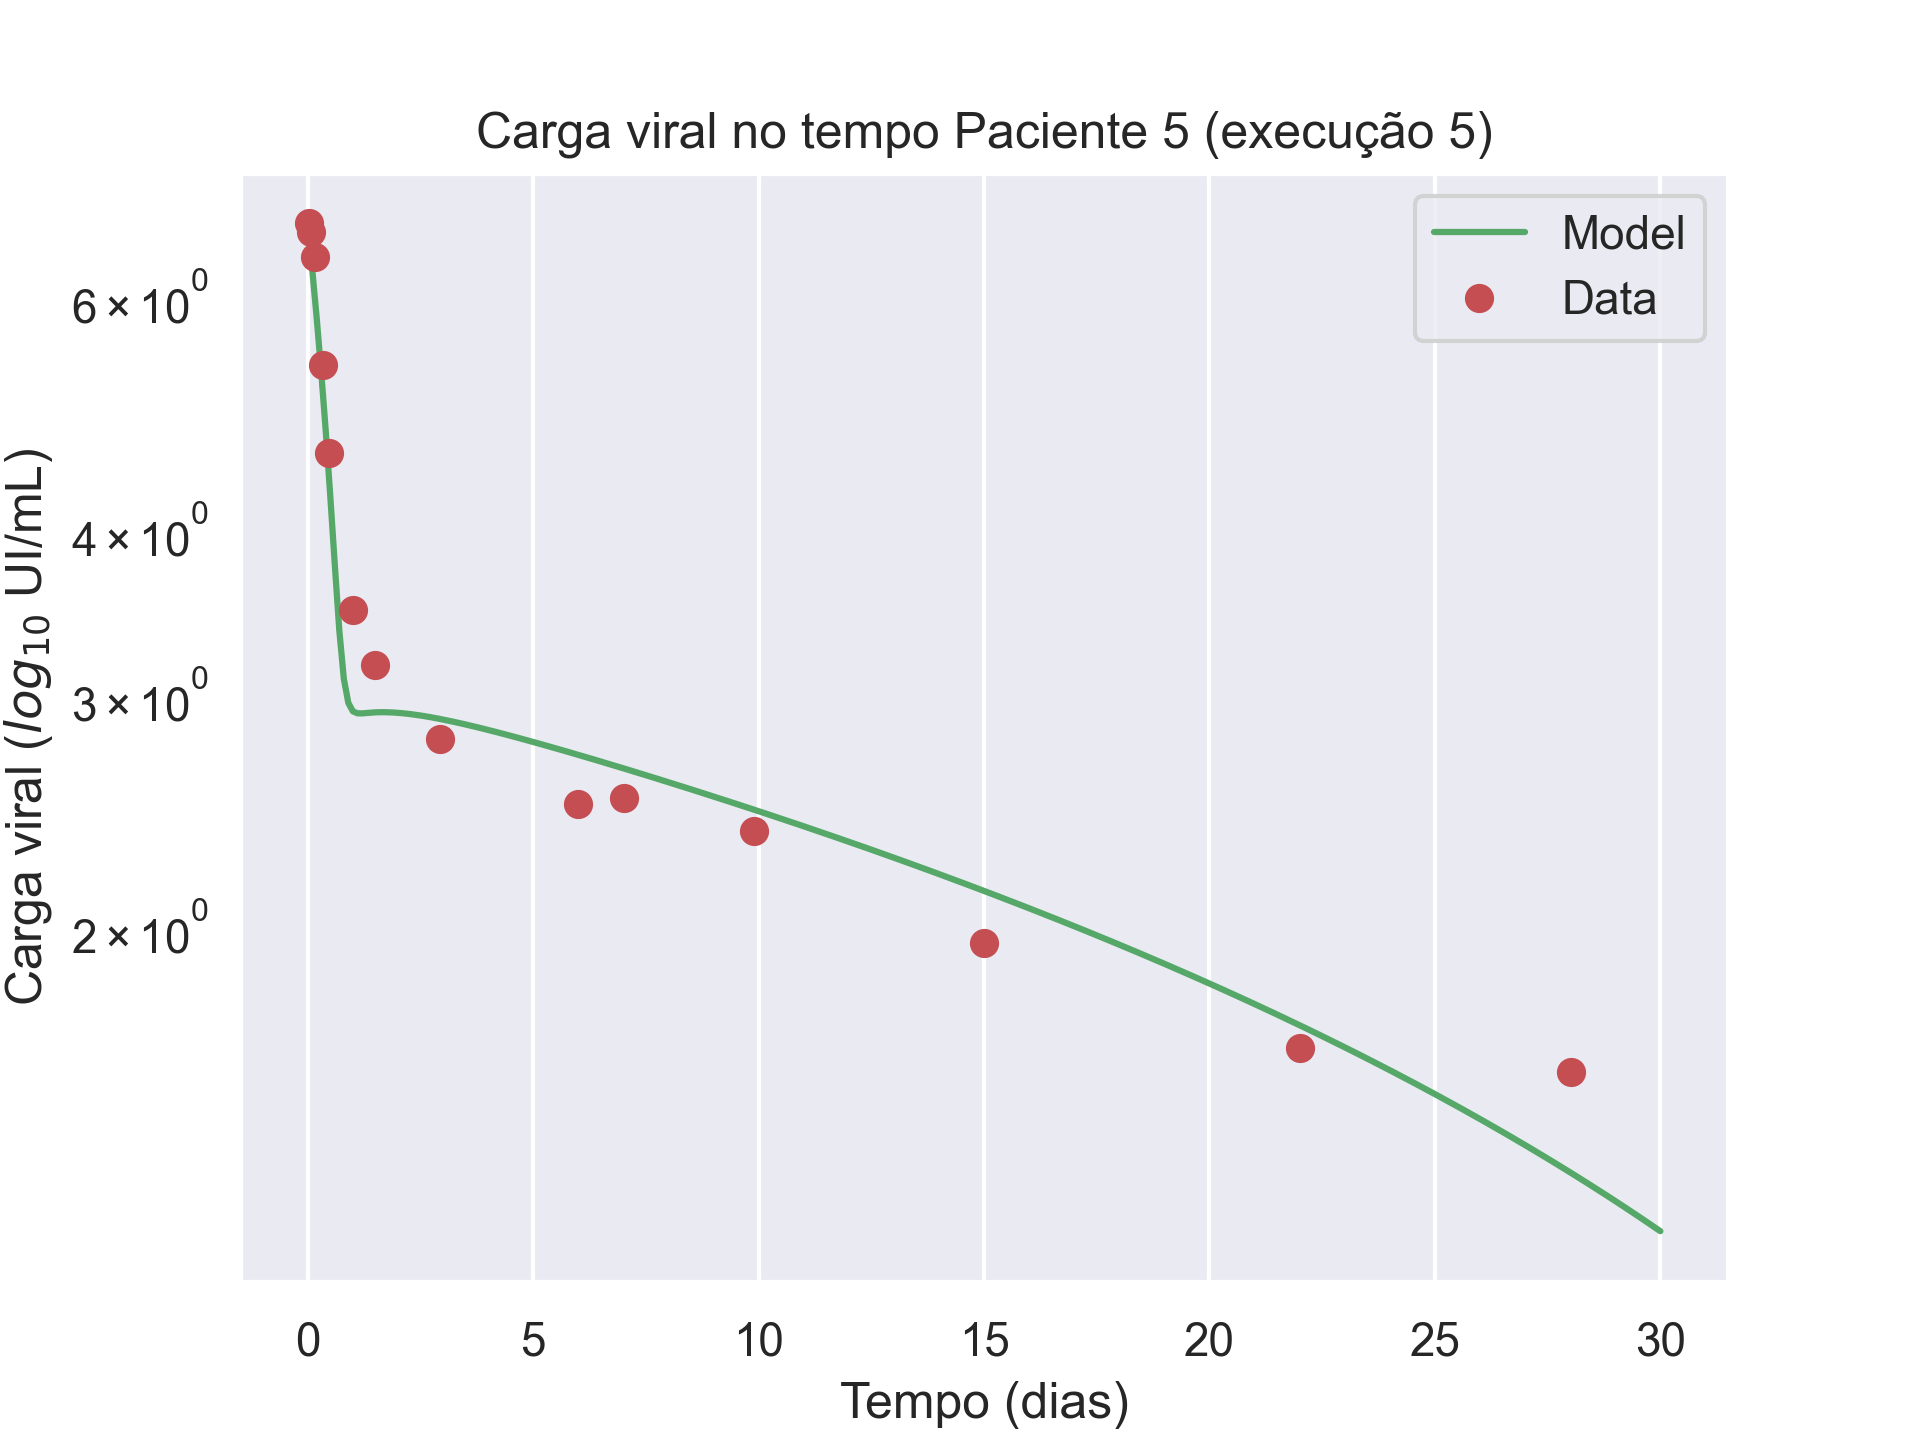 Carga viral no tempo Paciente 5 (execução 5)
Model
Data
6 × 10⁰
4 × 10⁰
3 × 10⁰
2 × 10⁰
Carga viral (log₁₀ UI/mL)
0 5 10 15 20 25 30
Tempo (dias)